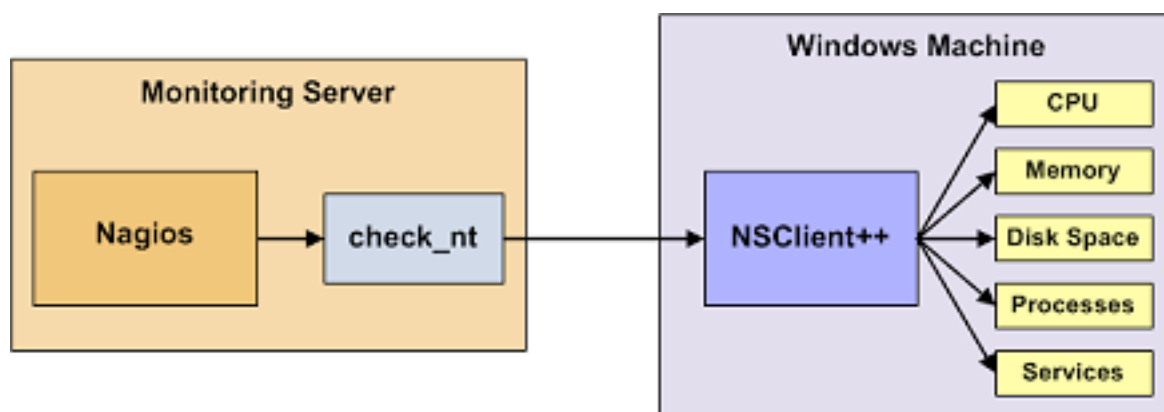 Monitoring Server
Nagios
check_nt
Windows Machine
NSClient++
CPU
Memory
Disk Space
Processes
Services